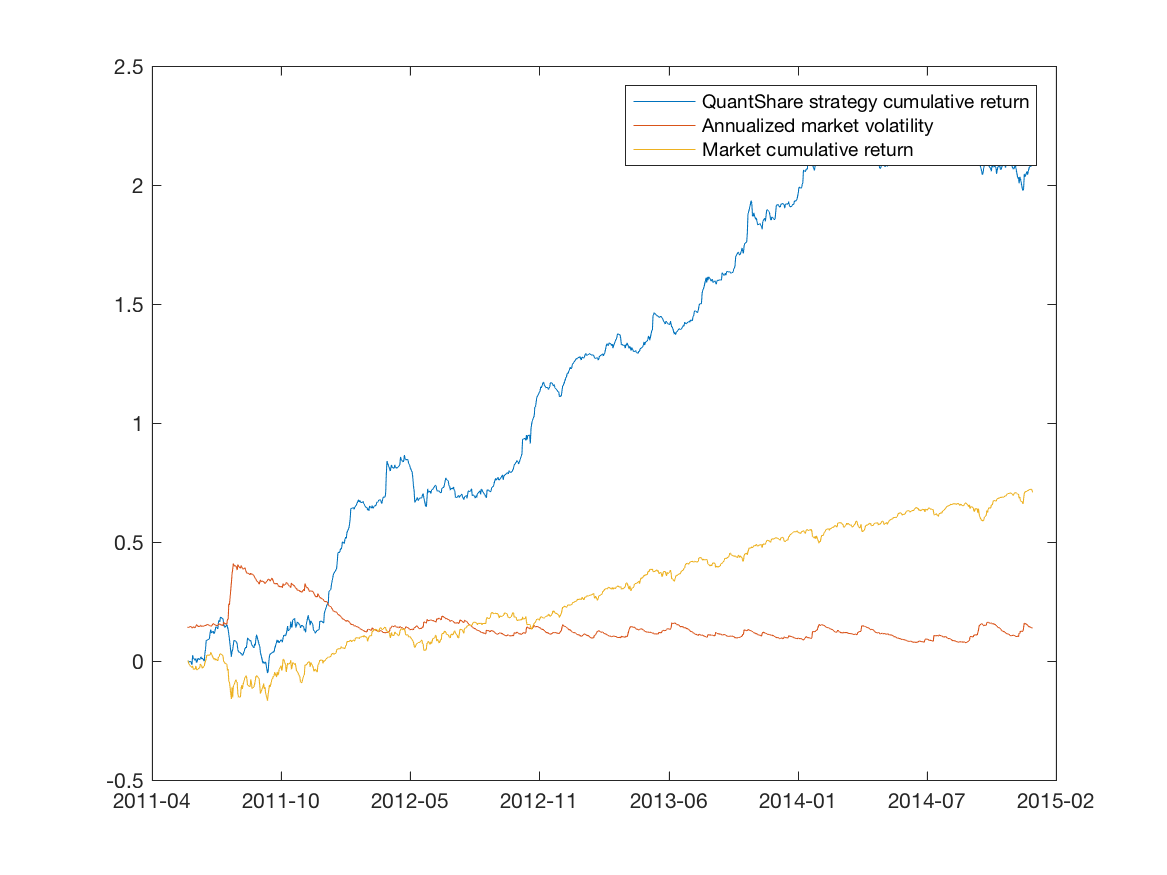 2.5
2
1.5
1
0.5
0
-0.5
QuantShare strategy cumulative return
Annualized market volatility
Market cumulative return
2011-04 2011-10 2012-05 2012-11 2013-06 2014-01 2014-07 2015-02